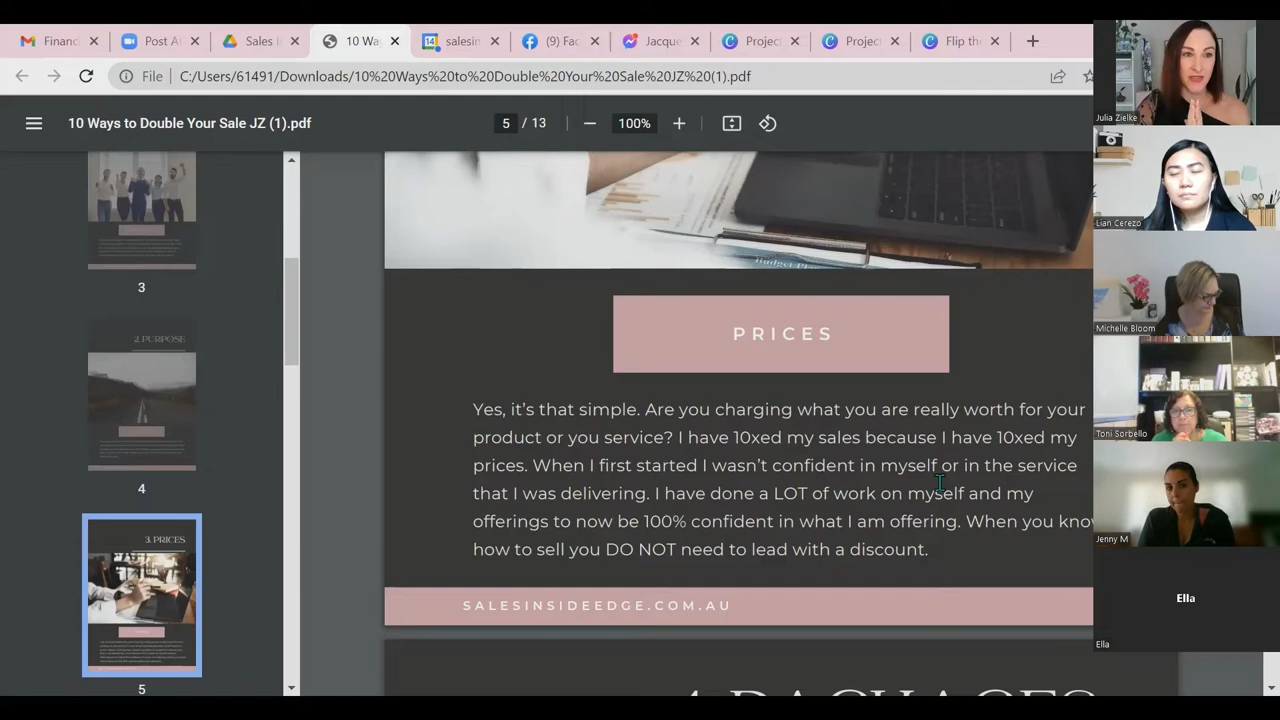 Financi
Post A
Sales I
10 Wa
salesin
(9) Fac
Jacque
Project
Project
Flip the
File
C:/Users/61491/Downloads/10%20Ways%20to%20Double%20Your%20Sale%20JZ%20(1).pdf
10 Ways to Double Your Sale JZ (1).pdf
5 / 13
100%
3
2. PURPOSE
4
3. PRICES
5
Budget
PRICES
Yes, it's that simple. Are you charging what you are really worth for your
product or you service? I have 10xed my sales because I have 10xed my
prices. When I first started I wasn't confident in myself or in the service
that I was delivering. I have done a LOT of work on myself and my
offerings to now be 100% confident in what I am offering. When you kno
how to sell you DO NOT need to lead with a discount.
SALESINSIDEEDGE.COM.AU
4. PACKAGES
Julia Zielke
Lian Cerezo
Michelle Bloom
Toni Sorbello
Jenny M
Ella
Ella